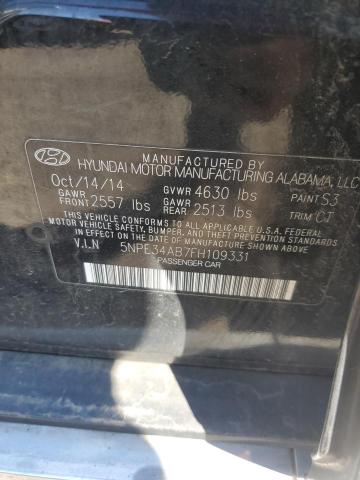 MANUFACTURED BY
HYUNDAI MOTOR MANUFACTURING ALABAMA, LLC
Oct/14/14 GVWR 4630 lbs PAINT S3
GAWR FRONT 2557 lbs GAWR REAR 2513 lbs TRIM CJ
THIS VEHICLE CONFORMS TO ALL APPLICABLE U.S.A FEDERAL
MOTOR VEHICLE SAFETY, BUMPER, AND THEFT PREVENTION
STANDARDS IN EFFECT ON THE DATE OF MANUFACTURE SHOWN ABOVE.
V.I.N 5NPE34AB7FH109331
PASSENGER CAR